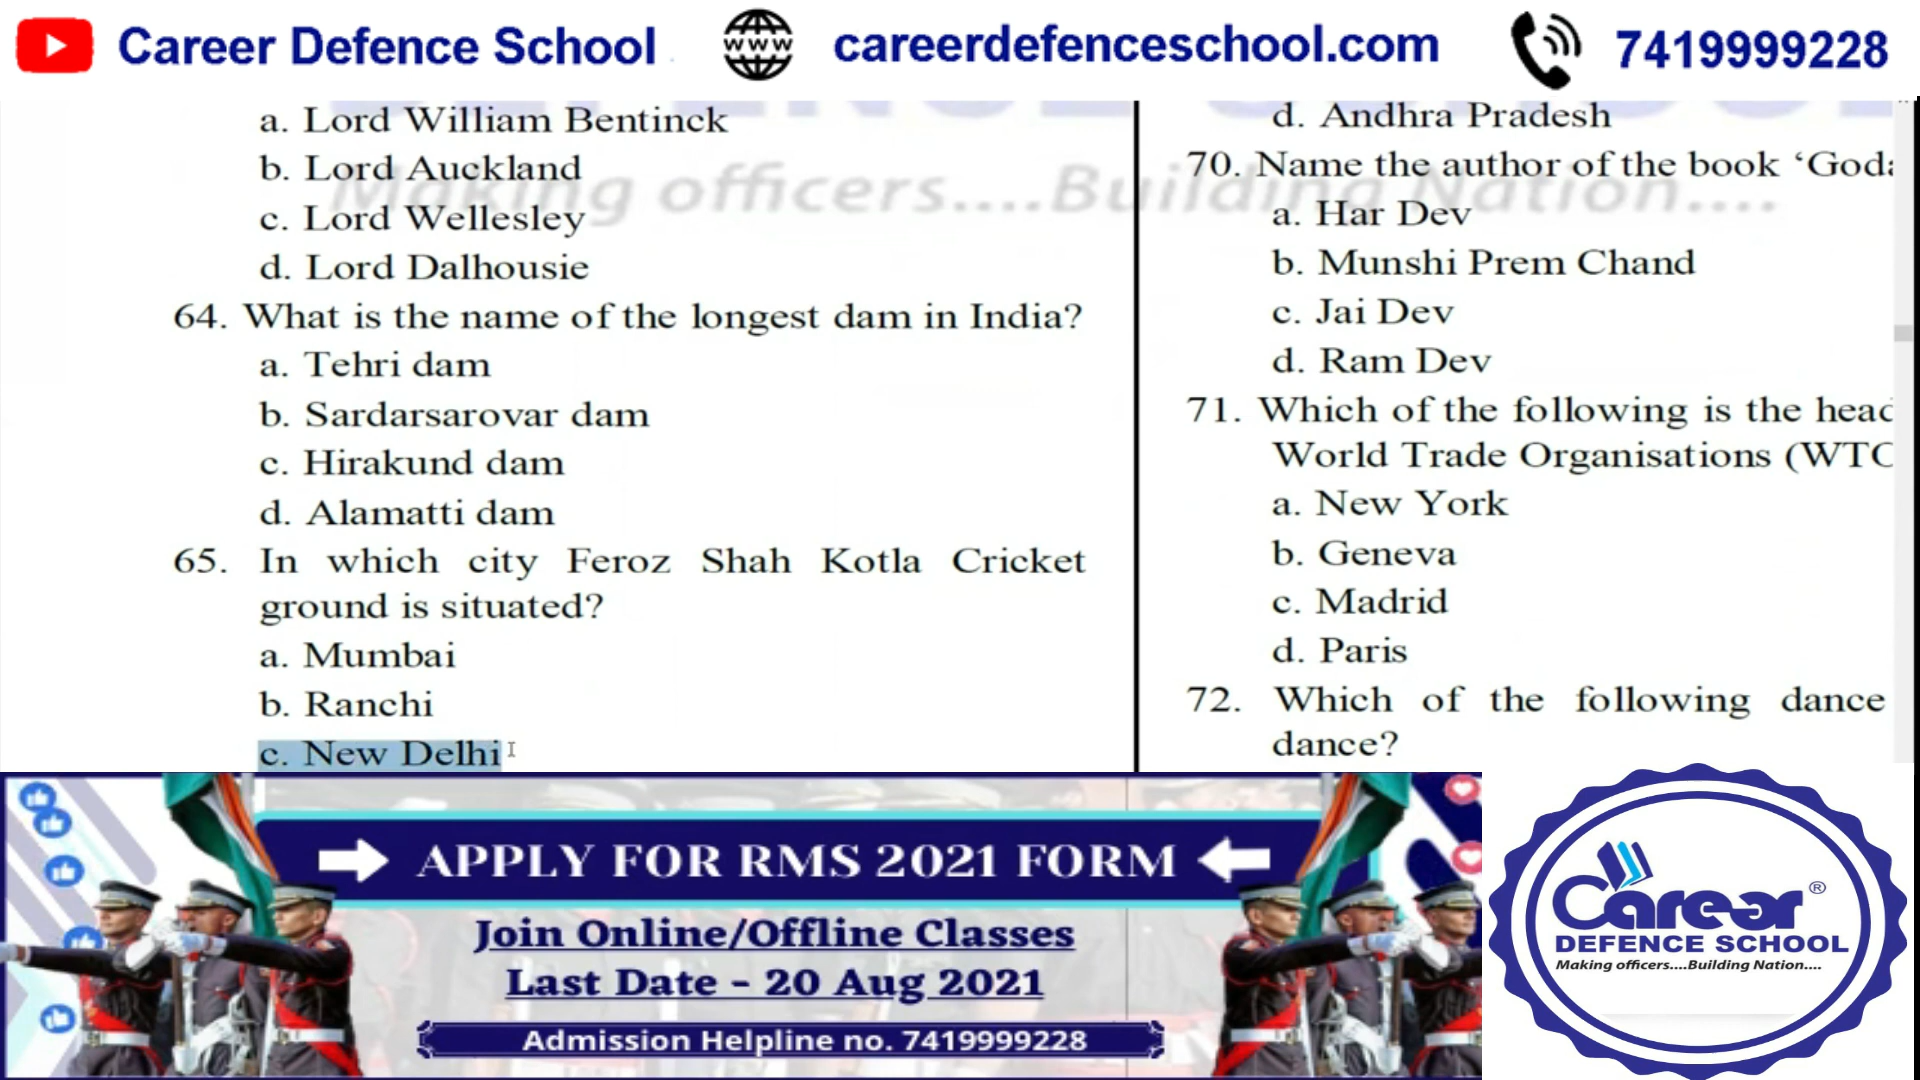 Career Defence School
www
careerdefenceschool.com
7419999228
a. Lord William Bentinck
b. Lord Auckland
c. Lord Wellesley
d. Lord Dalhousie
64. What is the name of the longest dam in India?
a. Tehri dam
b. Sardarsarovar dam
c. Hirakund dam
d. Alamatti dam
65. In which city Feroz Shah Kotla Cricket
ground is situated?
a. Mumbai
b. Ranchi
c. New Delhi
d. Andhra Pradesh
70. Name the author of the book ‘Goda
a. Har Dev
b. Munshi Prem Chand
c. Jai Dev
d. Ram Dev
71. Which of the following is the head
World Trade Organisations (WTO
a. New York
b. Geneva
c. Madrid
d. Paris
72. Which of the following dance
dance?
Making officers....Building Nation....
APPLY FOR RMS 2021 FORM
Join Online/Offline Classes
Last Date - 20 Aug 2021
Admission Helpline no. 7419999228
Career®
DEFENCE SCHOOL
Making officers....Building Nation....